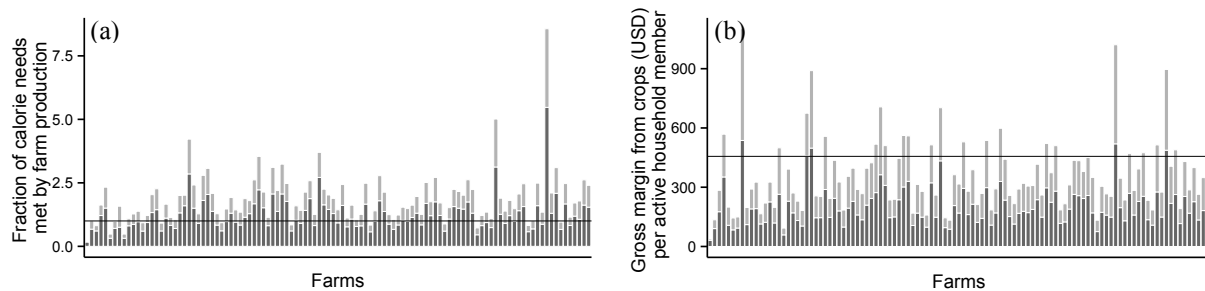 (a)
Fraction of calorie needs
met by farm production
7.5
5.0
2.5
0.0
Farms
(b)
Gross margin from crops (USD)
per active household member
900
600
300
0
Farms